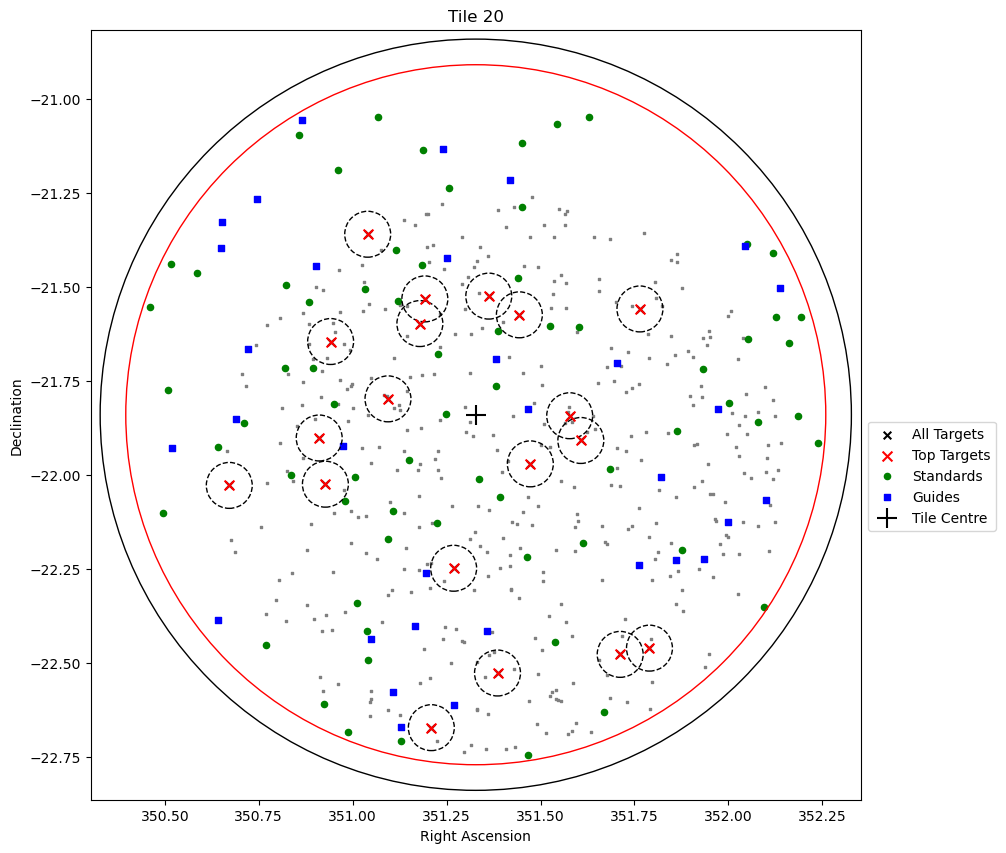 Tile 20
−21.00
−21.25
−21.50
−21.75
−22.00
−22.25
−22.50
−22.75
Declination
350.50 350.75 351.00 351.25 351.50 351.75 352.00 352.25
Right Ascension
All Targets
Top Targets
Standards
Guides
Tile Centre